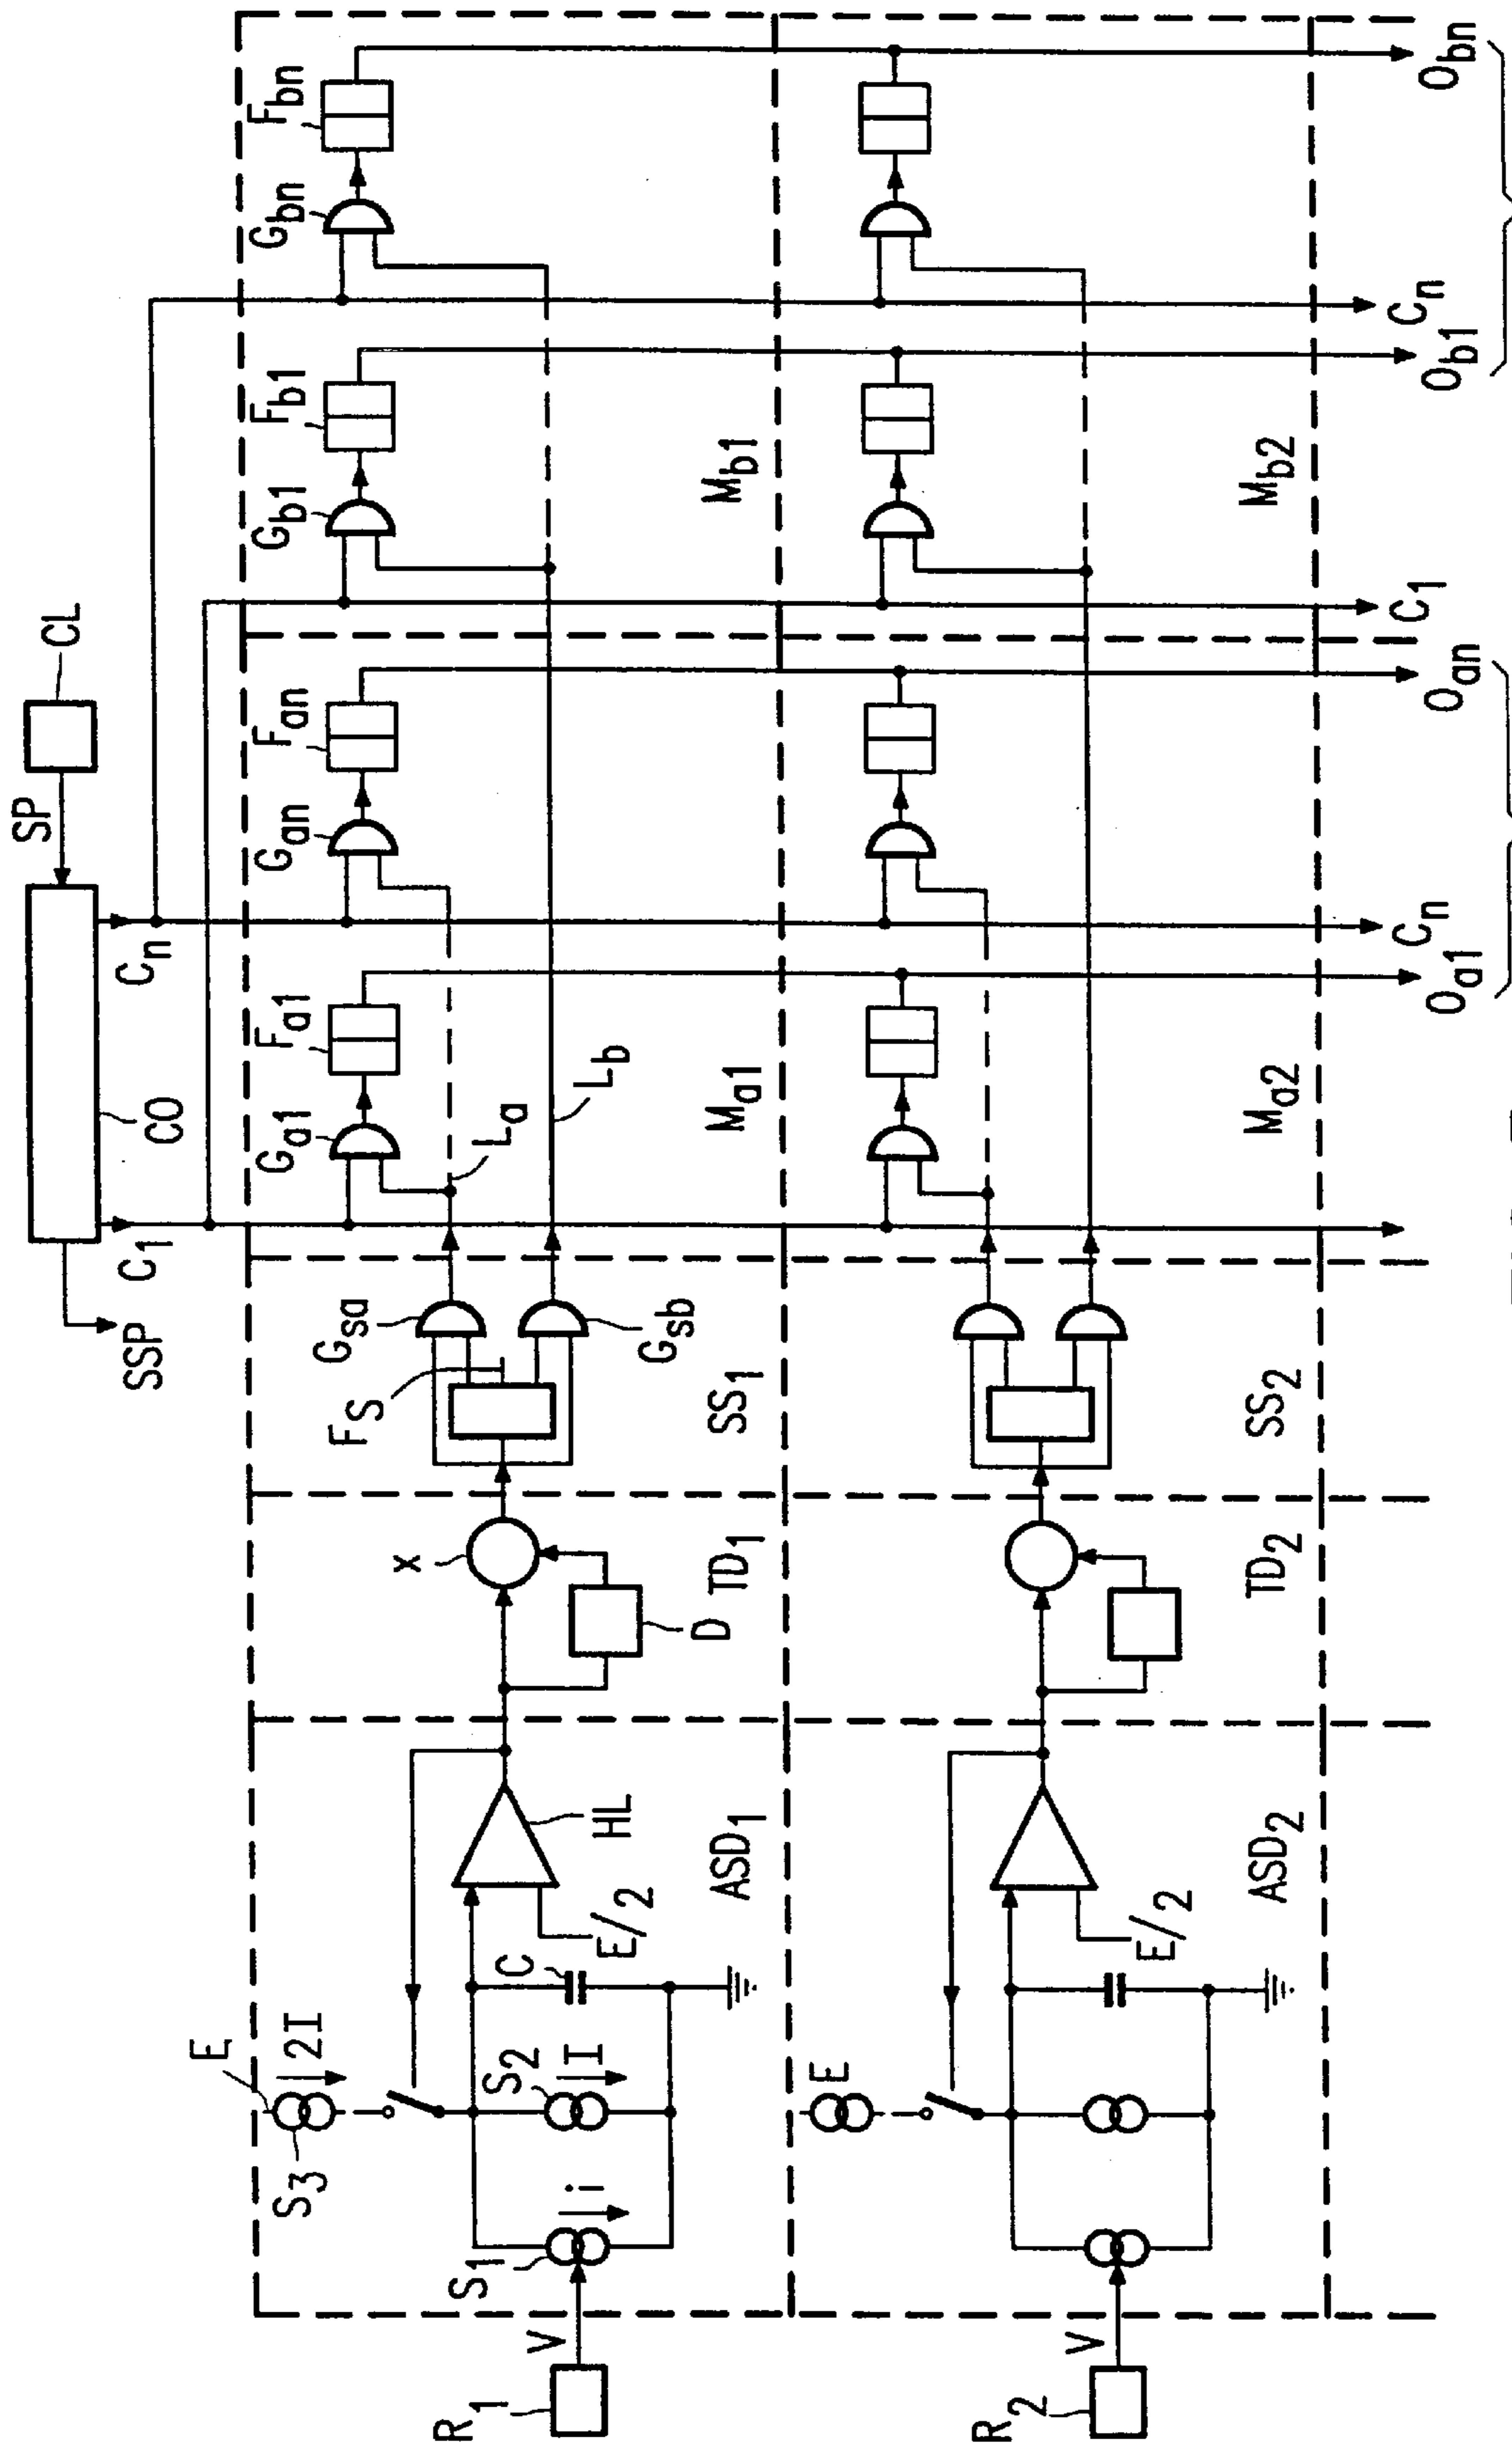 SP
CL
CO
SSP
C1
Cn
E
2I
S3
S2
I
i
S1
R1
V
C
E/2
HL
ASD1
x
D
TD1
FS
Gsa
Gsb
SS1
La
Lb
Ga1
Fa1
Gan
Fan
Ma1
Gb1
Fb1
Gbn
Fbn
Mb1
R2
V
E
E/2
ASD2
TD2
SS2
Ma2
Mb2
Oa1
Cn
Oan
C1
Ob1
Cn
Obn